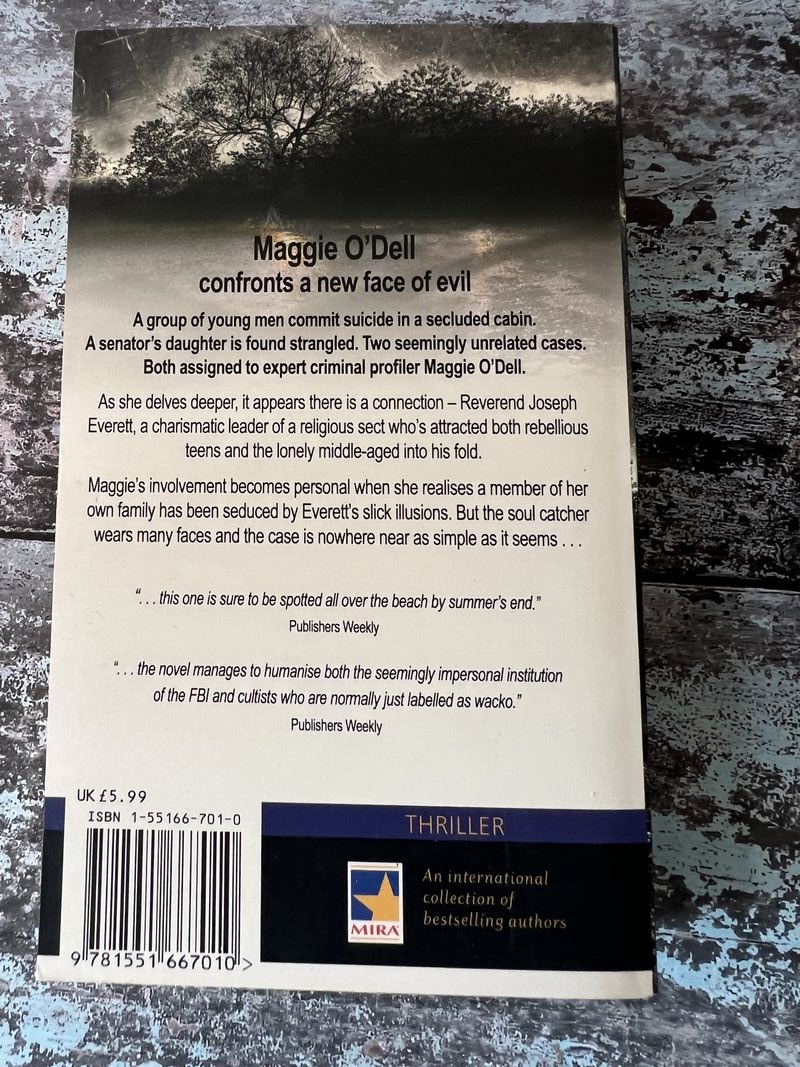 Maggie O'Dell
confronts a new face of evil
A group of young men commit suicide in a secluded cabin.
A senator's daughter is found strangled. Two seemingly unrelated cases.
Both assigned to expert criminal profiler Maggie O'Dell.
As she delves deeper, it appears there is a connection – Reverend Joseph
Everett, a charismatic leader of a religious sect who's attracted both rebellious
teens and the lonely middle-aged into his fold.
Maggie's involvement becomes personal when she realises a member of her
own family has been seduced by Everett's slick illusions. But the soul catcher
wears many faces and the case is nowhere near as simple as it seems . . .
“. . . this one is sure to be spotted all over the beach by summer's end.”
Publishers Weekly
“. . . the novel manages to humanise both the seemingly impersonal institution
of the FBI and cultists who are normally just labelled as wacko.”
Publishers Weekly
UK £5.99
ISBN 1-55166-701-0
9 781551 667010 >
THRILLER
MIRA
An international
collection of
bestselling authors